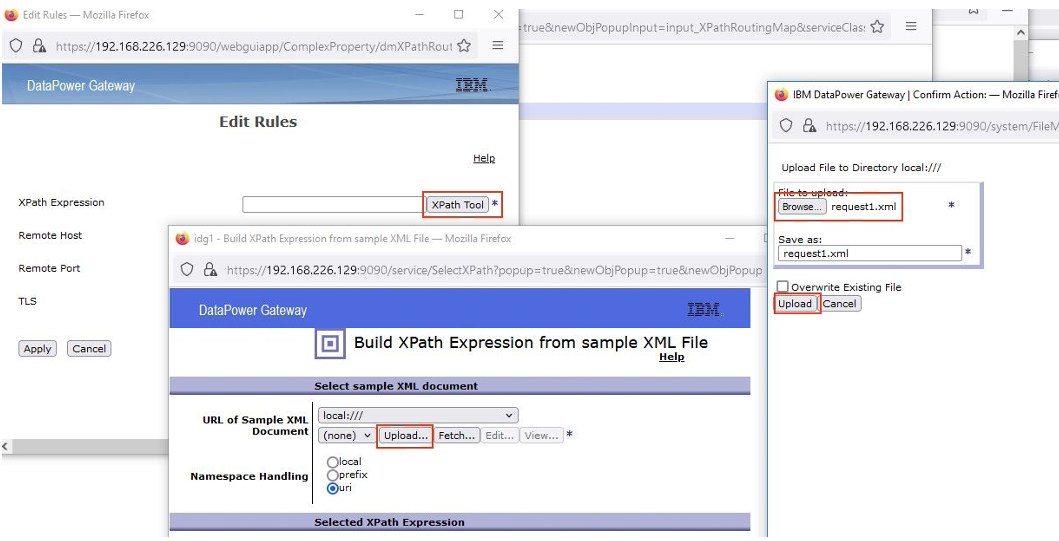 Edit Rules — Mozilla Firefox
https://192.168.226.129:9090/webguiapp/ComplexProperty/dmXPathRout
DataPower Gateway
IBM.
Edit Rules
Help
XPath Expression
XPath Tool *
Remote Host
Remote Port
TLS
Apply Cancel
=true&newObjPopupInput=input_XPathRoutingMap&serviceClas
idg1 - Build XPath Expression from sample XML File — Mozilla Firefox
https://192.168.226.129:9090/service/SelectXPath?popup=true&newObjPopup=true&newObjPopup
DataPower Gateway
IBM.
Build XPath Expression from sample XML File
Help
Select sample XML document
URL of Sample XML
Document
local:///
(none) Upload... Fetch... Edit... View... *
Namespace Handling
local
prefix
uri
Selected XPath Expression
IBM DataPower Gateway | Confirm Action: — Mozilla Firef
https://192.168.226.129:9090/system/FileM
Upload File to Directory local:///
File to upload:
Browse... request1.xml *
Save as:
request1.xml *
Overwrite Existing File
Upload Cancel